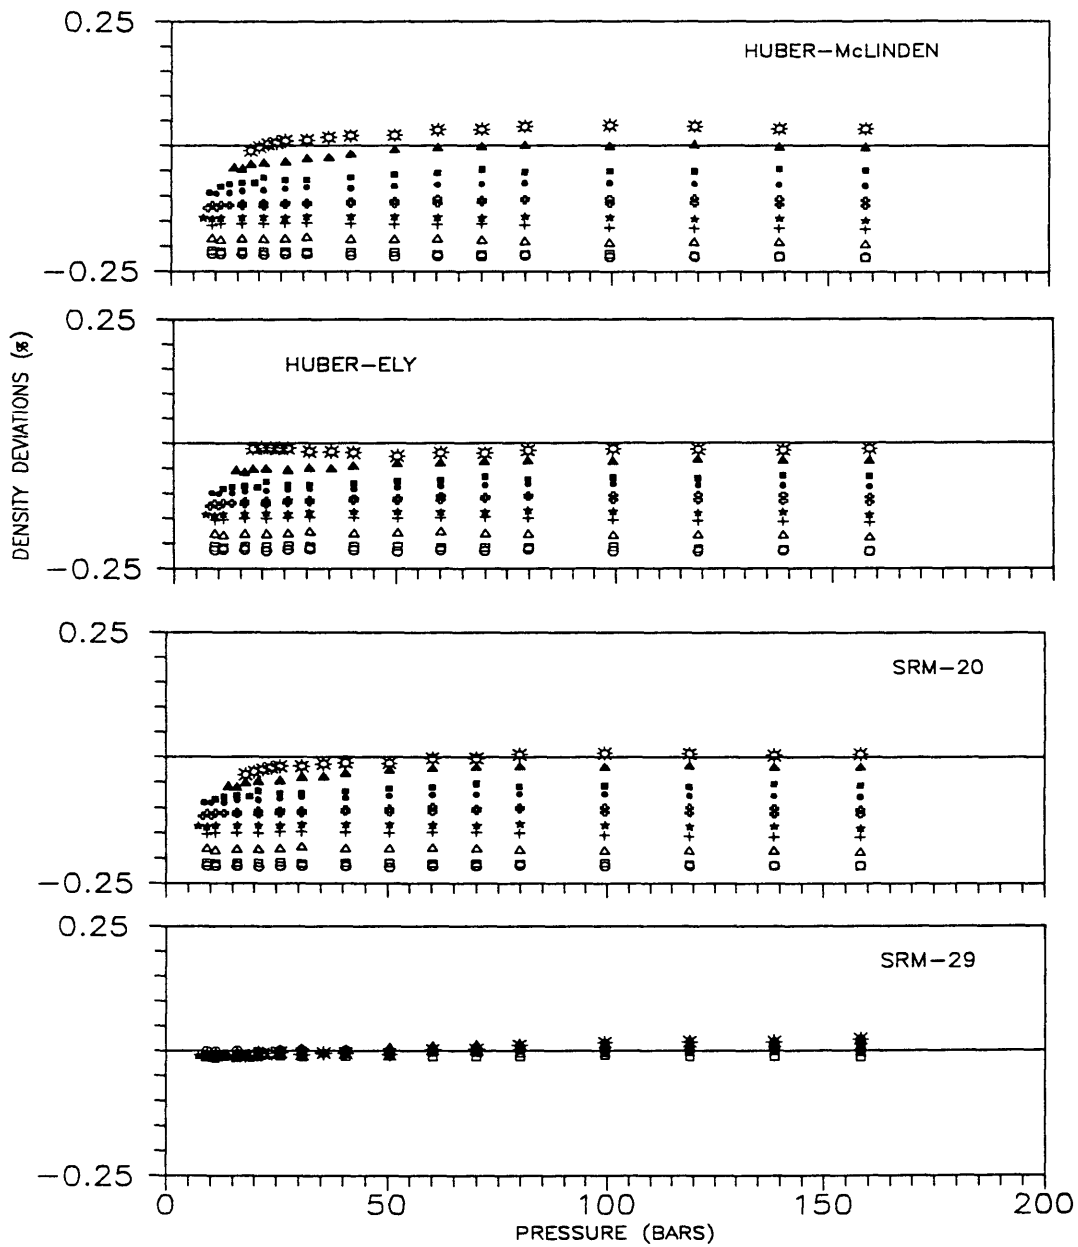 0.25
HUBER-McLINDEN
-0.25
0.25
HUBER-ELY
DENSITY DEVIATIONS (%)
-0.25
0.25
SRM-20
-0.25
0.25
SRM-29
-0.25
0 50 100 150 200
PRESSURE (BARS)